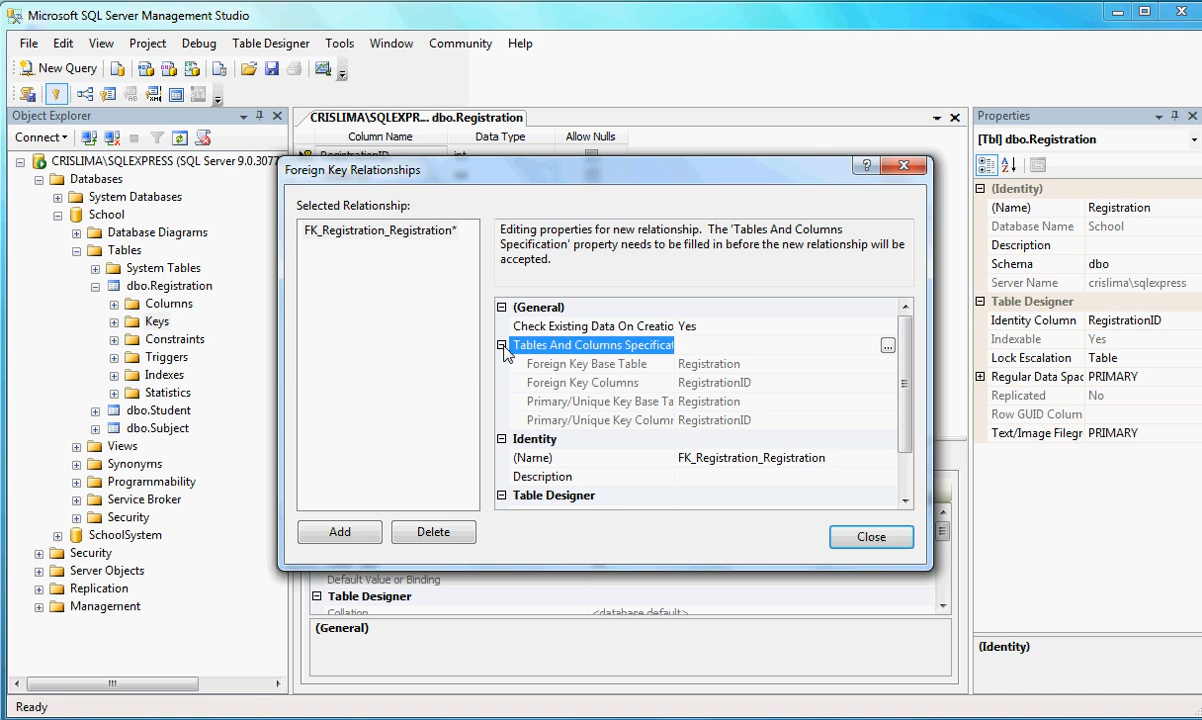 Microsoft SQL Server Management Studio
File Edit View Project Debug Table Designer Tools Window Community Help
New Query
Object Explorer
Connect
CRISLIMA\SQLEXPRESS (SQL Server 9.0.3077
Databases
System Databases
School
Database Diagrams
Tables
System Tables
dbo.Registration
Columns
Keys
Constraints
Triggers
Indexes
Statistics
dbo.Student
dbo.Subject
Views
Synonyms
Programmability
Service Broker
Security
SchoolSystem
Security
Server Objects
Replication
Management
CRISLIMA\SQLEXPR... dbo.Registration
Column Name Data Type Allow Nulls
RegistrationID int
Foreign Key Relationships
Selected Relationship:
FK_Registration_Registration*
Editing properties for new relationship. The 'Tables And Columns
Specification' property needs to be filled in before the new relationship will be
accepted.
(General)
Check Existing Data On Creatio Yes
Tables And Columns Specificat ...
Foreign Key Base Table Registration
Foreign Key Columns RegistrationID
Primary/Unique Key Base Ta Registration
Primary/Unique Key Column RegistrationID
Identity
(Name) FK_Registration_Registration
Description
Table Designer
Add Delete Close
Default Value or Binding
Table Designer
Collation <database default>
(General)
Properties
[Tbl] dbo.Registration
(Identity)
(Name) Registration
Database Name School
Description
Schema dbo
Server Name crislima\sqlexpress
Table Designer
Identity Column RegistrationID
Indexable Yes
Lock Escalation Table
Regular Data Spac PRIMARY
Replicated No
Row GUID Colum
Text/Image Filegr PRIMARY
(Identity)
Ready